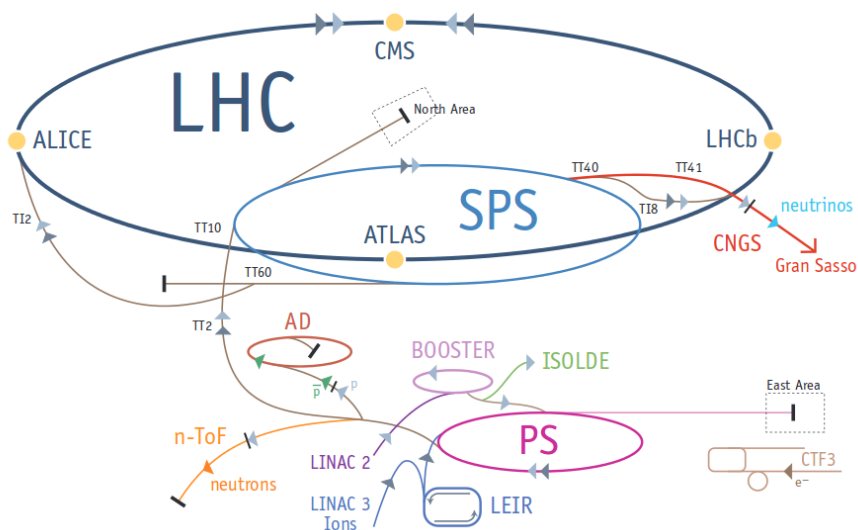 CMS
LHC
North Area
ALICE
LHCb
TT40
TT41
SPS
TI8
neutrinos
TI2
TT10
ATLAS
CNGS
Gran Sasso
TT60
TT2
AD
BOOSTER
ISOLDE
p
p̅
East Area
n-ToF
PS
LINAC 2
neutrons
CTF3
e⁻
LINAC 3
Ions
LEIR